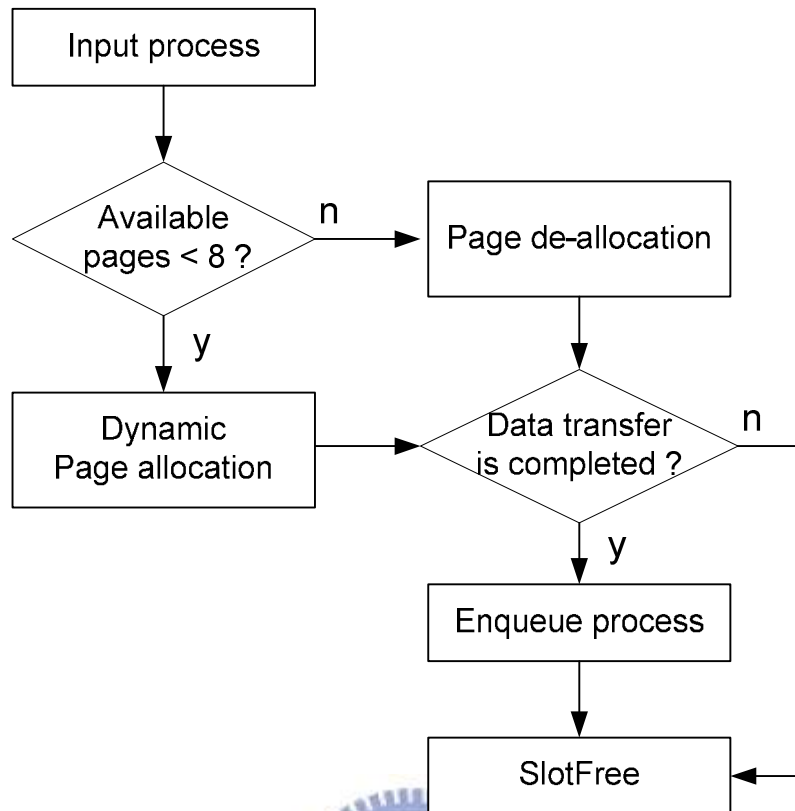 Input process
Available
pages < 8 ?
n
Page de-allocation
y
Dynamic
Page allocation
Data transfer
is completed ?
n
y
Enqueue process
SlotFree